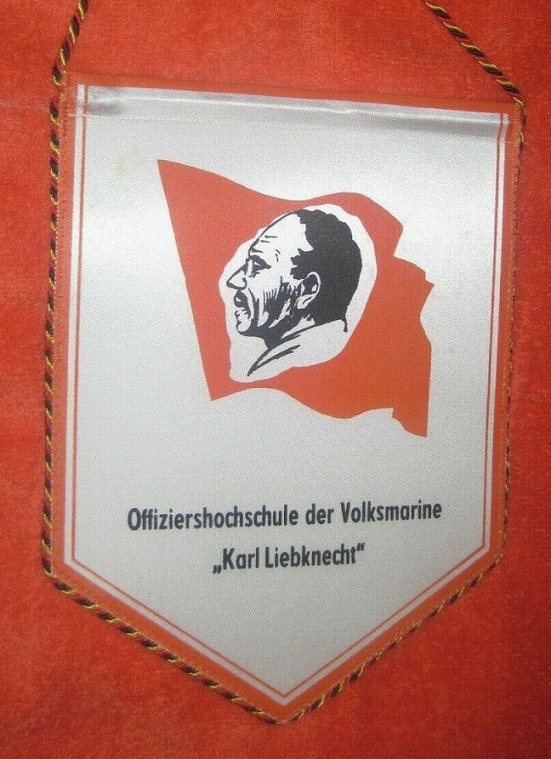 Offiziershochschule der Volksmarine
„Karl Liebknecht“